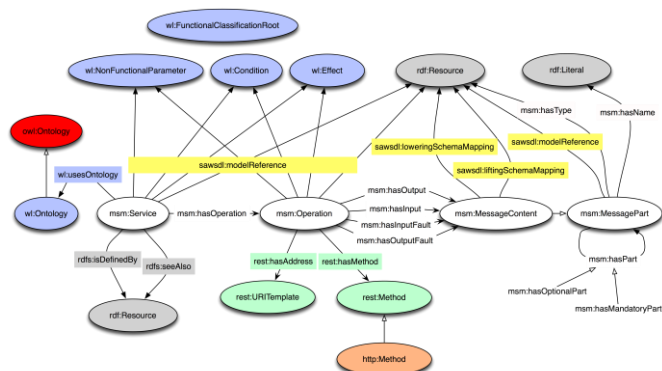 wl:FunctionalClassificationRoot
wl:NonFunctionalParameter
wl:Condition
wl:Effect
rdf:Resource
rdf:Literal
msm:hasType
msm:hasName
owl:Ontology
sawsdl:loweringSchemaMapping
sawsdl:modelReference
sawsdl:modelReference
sawsdl:liftingSchemaMapping
wl:usesOntology
msm:hasOutput
wl:Ontology
msm:Service
msm:hasOperation
msm:Operation
msm:hasInput
msm:MessageContent
msm:MessagePart
msm:hasInputFault
msm:hasOutputFault
rdfs:isDefinedBy
rdfs:seeAlso
rest:hasAddress
rest:hasMethod
msm:hasPart
msm:hasOptionalPart
msm:hasMandatoryPart
rdf:Resource
rest:URITemplate
rest:Method
http:Method